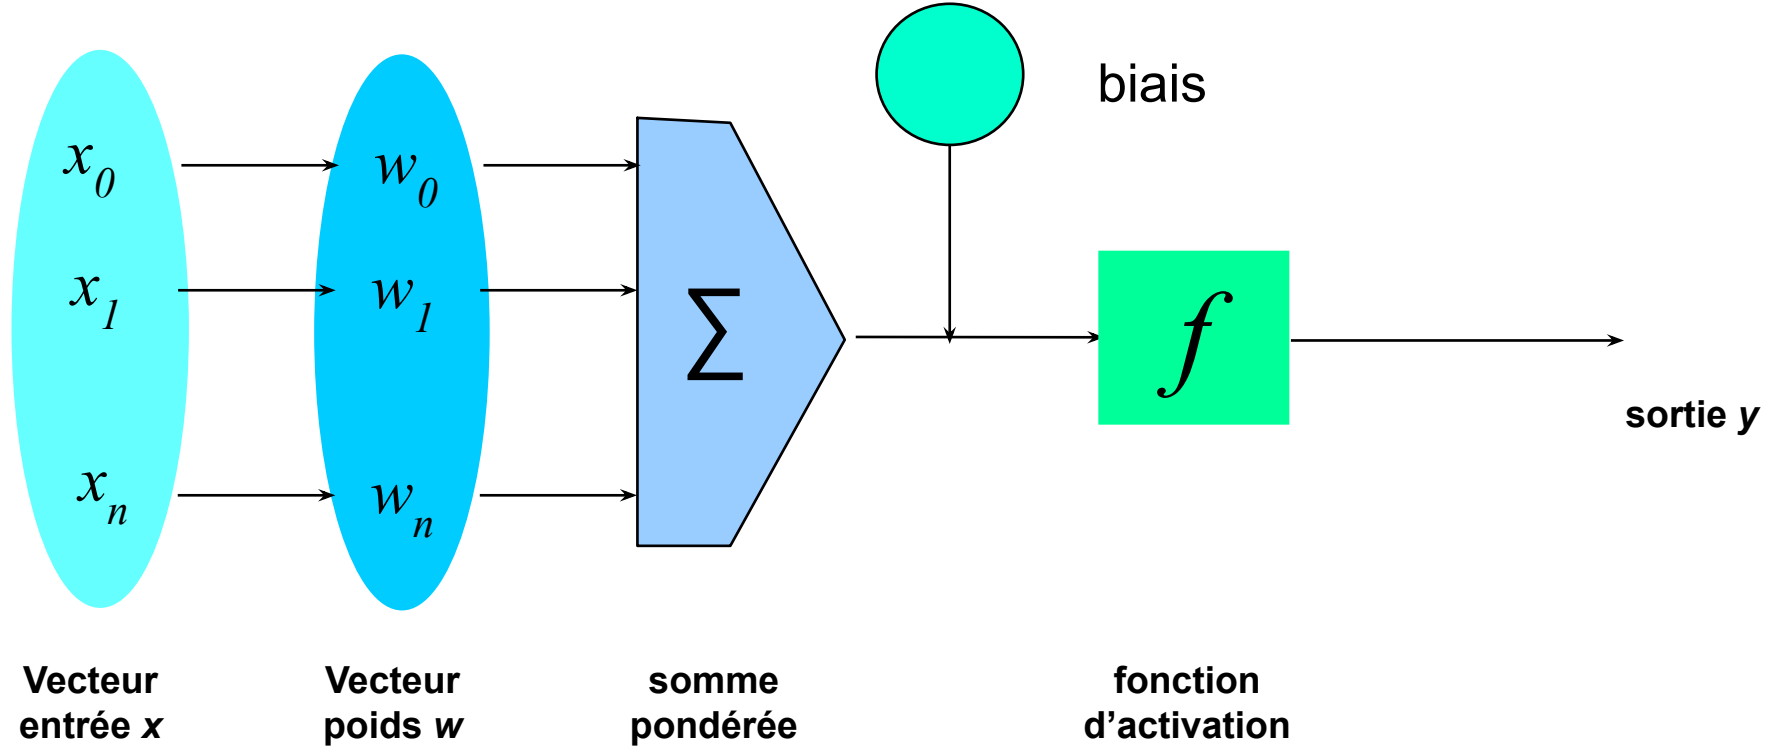 biais
x0 w0
x1 w1
∑ f
sortie y
xn wn
Vecteur entrée x
Vecteur poids w
somme pondérée
fonction d’activation